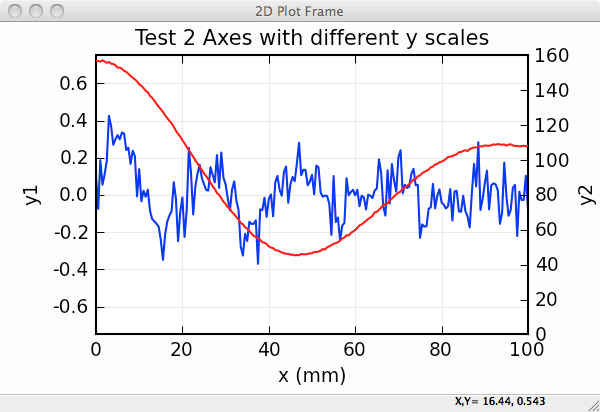 2D Plot Frame
Test 2 Axes with different y scales
0.6
0.4
0.2
0.0
-0.2
-0.4
-0.6
y1
160
140
120
100
80
60
40
20
0
y2
0 20 40 60 80 100
x (mm)
X,Y= 16.44, 0.543